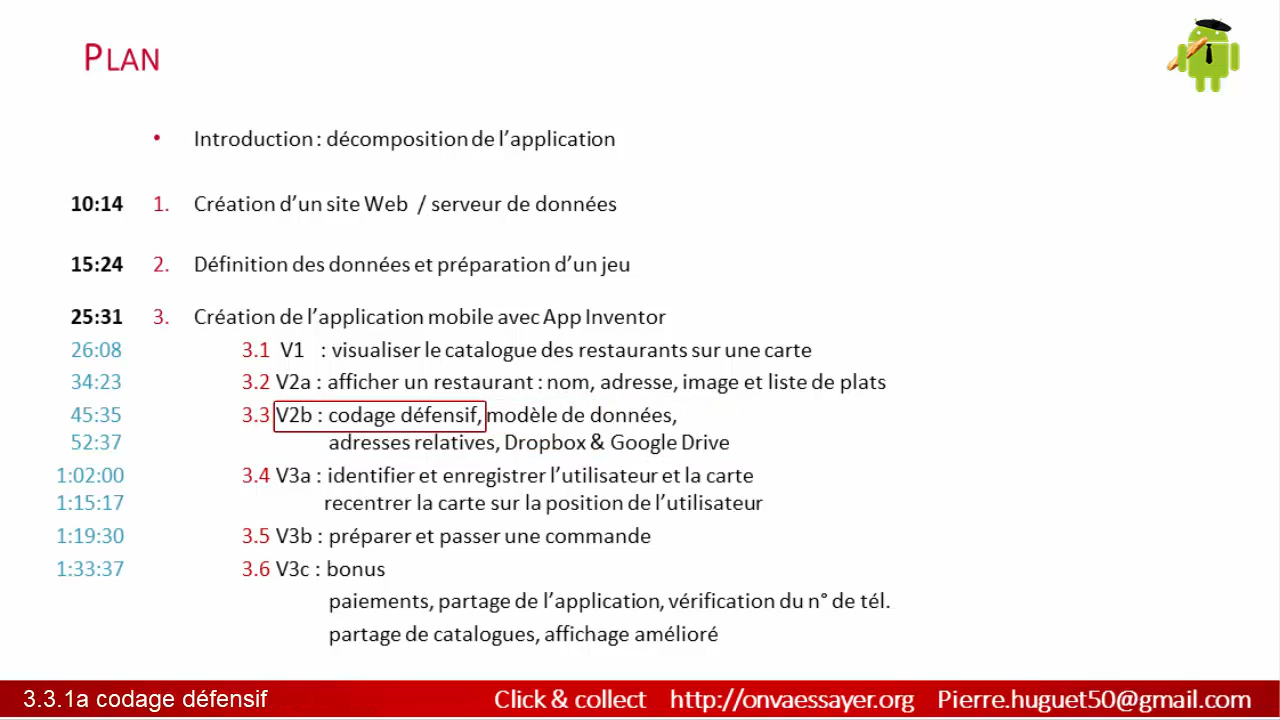 PLAN
• Introduction : décomposition de l’application
10:14 1. Création d’un site Web / serveur de données
15:24 2. Définition des données et préparation d’un jeu
25:31 3. Création de l’application mobile avec App Inventor
26:08 3.1 V1 : visualiser le catalogue des restaurants sur une carte
34:23 3.2 V2a : afficher un restaurant : nom, adresse, image et liste de plats
45:35 3.3 V2b : codage défensif, modèle de données,
52:37 adresses relatives, Dropbox & Google Drive
1:02:00 3.4 V3a : identifier et enregistrer l’utilisateur et la carte
1:15:17 recentrer la carte sur la position de l’utilisateur
1:19:30 3.5 V3b : préparer et passer une commande
1:33:37 3.6 V3c : bonus
paiements, partage de l’application, vérification du n° de tél.
partage de catalogues, affichage amélioré
3.3.1a codage défensif Click & collect http://onvaessayer.org Pierre.huguet50@gmail.com